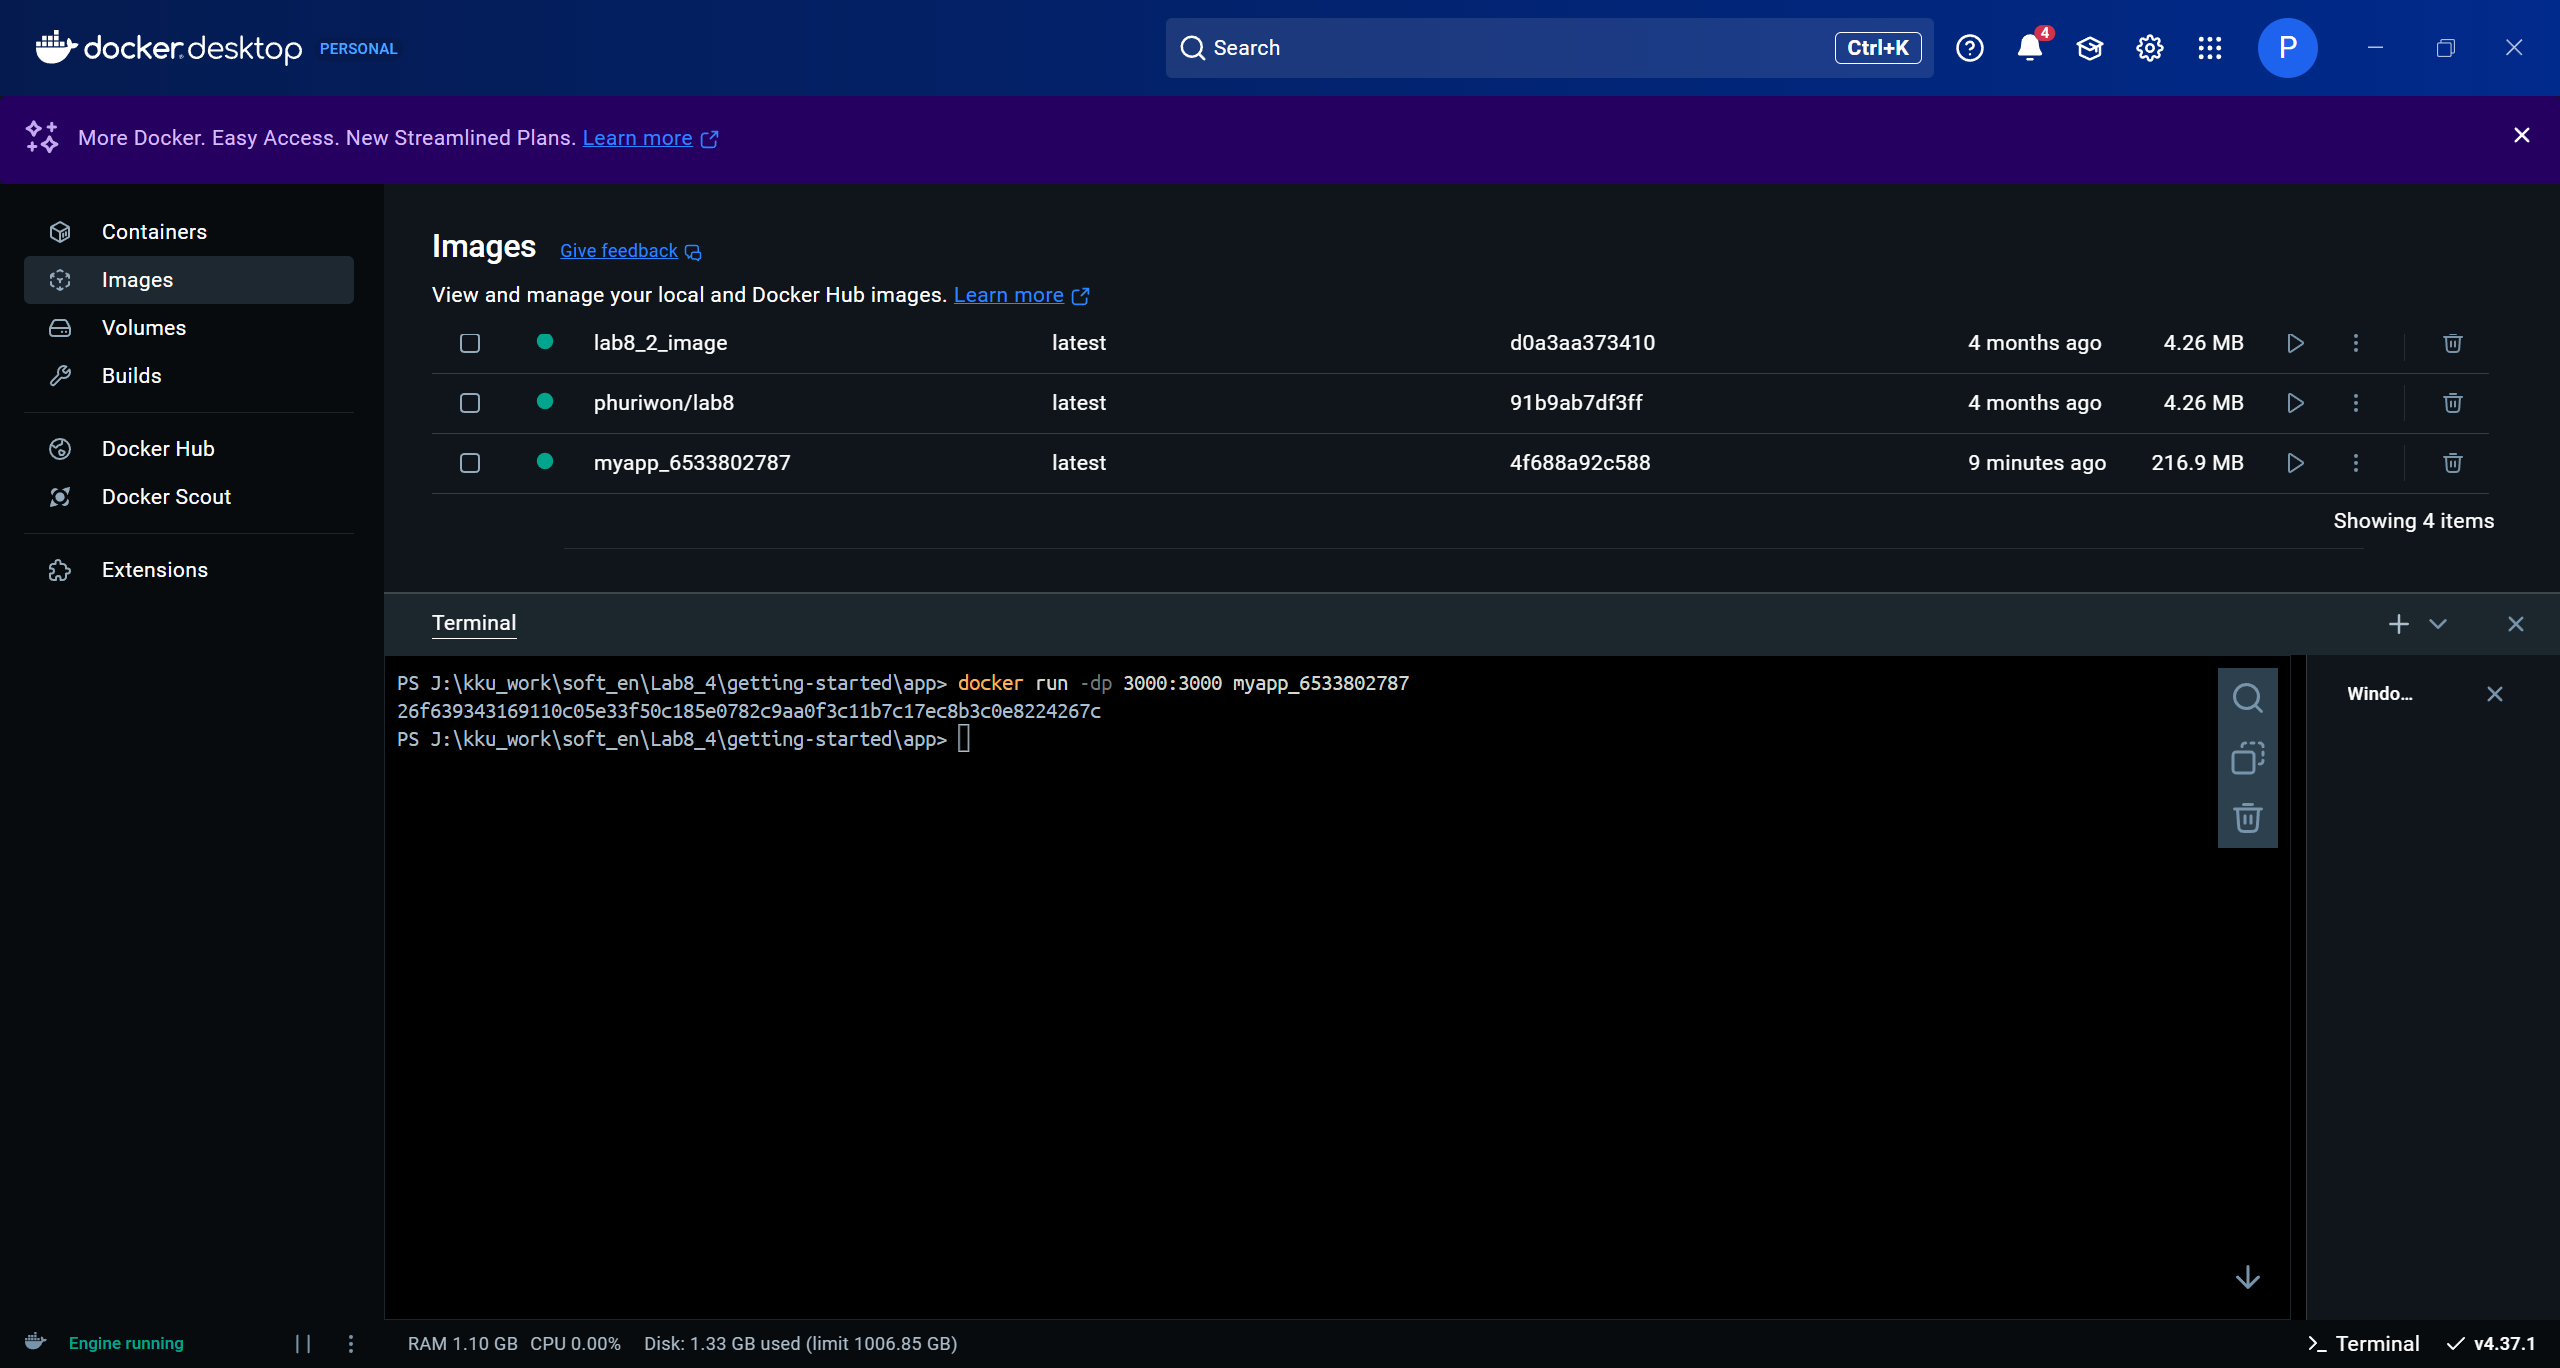 docker.desktop PERSONAL
Search Ctrl+K 4 P
More Docker. Easy Access. New Streamlined Plans. Learn more
Containers
Images
Volumes
Builds
Docker Hub
Docker Scout
Extensions
Images Give feedback
View and manage your local and Docker Hub images. Learn more
lab8_2_image latest d0a3aa373410 4 months ago 4.26 MB
phuriwon/lab8 latest 91b9ab7df3ff 4 months ago 4.26 MB
myapp_6533802787 latest 4f688a92c588 9 minutes ago 216.9 MB
Showing 4 items
Terminal
PS J:\kku_work\soft_en\Lab8_4\getting-started\app> docker run -dp 3000:3000 myapp_6533802787
26f639343169110c05e33f50c185e0782c9aa0f3c11b7c17ec8b3c0e8224267c
PS J:\kku_work\soft_en\Lab8_4\getting-started\app>
Windo...
Engine running
RAM 1.10 GB CPU 0.00% Disk: 1.33 GB used (limit 1006.85 GB)
>_ Terminal v4.37.1